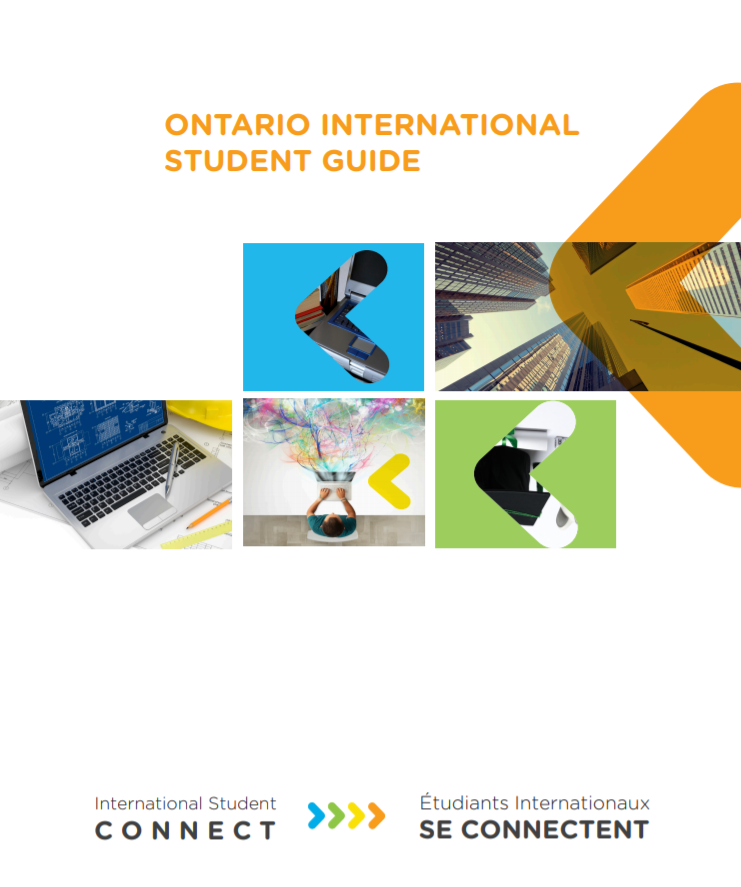 ONTARIO INTERNATIONAL
STUDENT GUIDE
International Student
CONNECT
Étudiants Internationaux
SE CONNECTENT